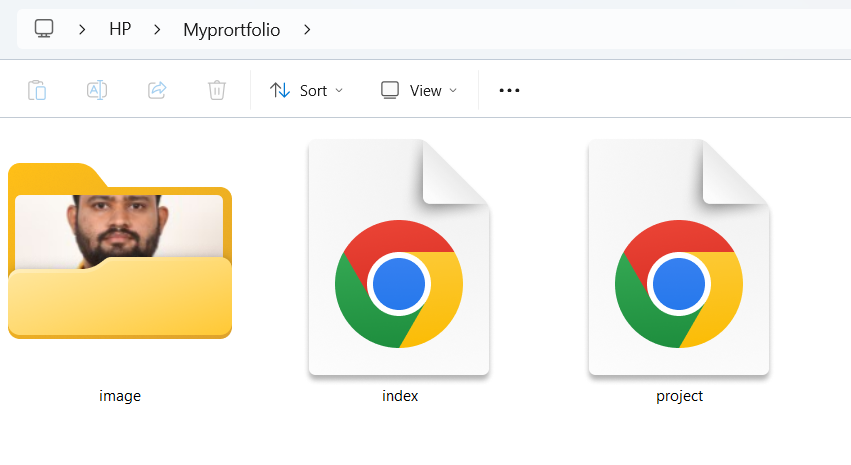 HP Myprortfolio
Sort View
image index project